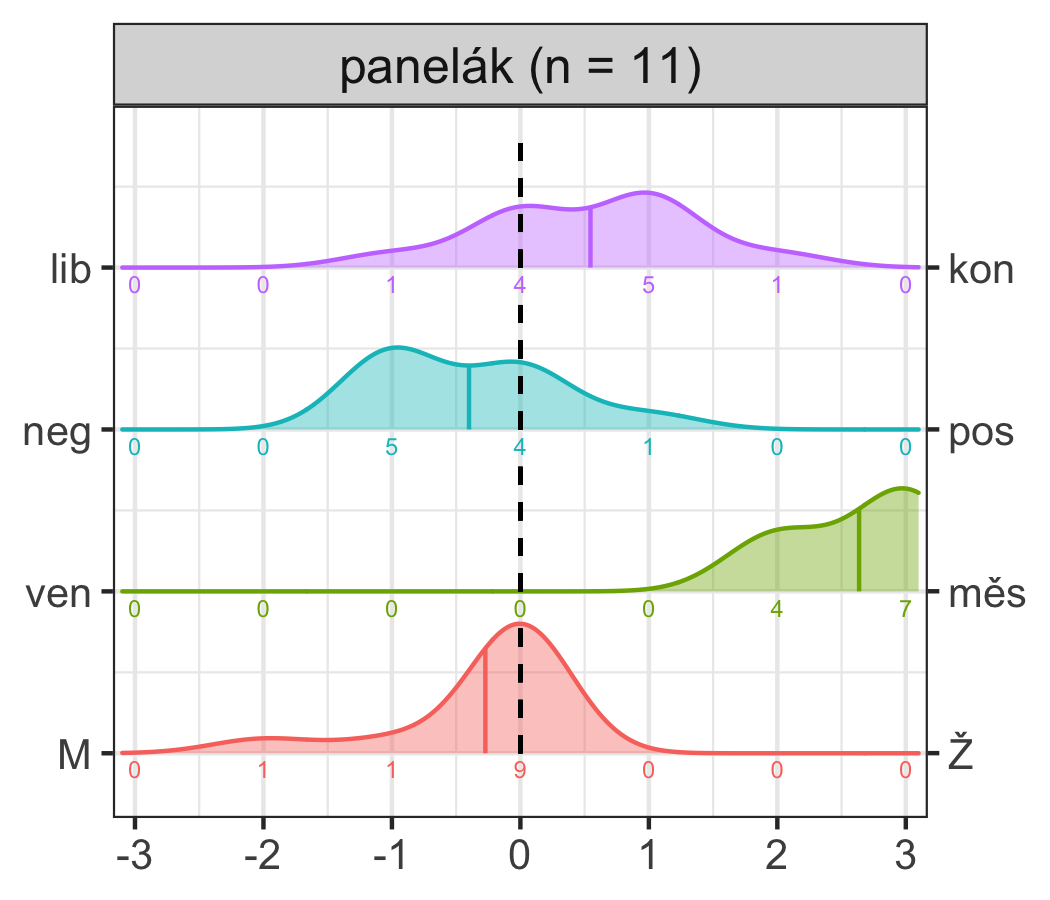 panelák (n = 11)
lib kon
0 0 1 4 5 1 0
neg pos
0 0 5 4 1 0 0
ven měs
0 0 0 0 0 4 7
M Ž
0 1 1 9 0 0 0
-3 -2 -1 0 1 2 3